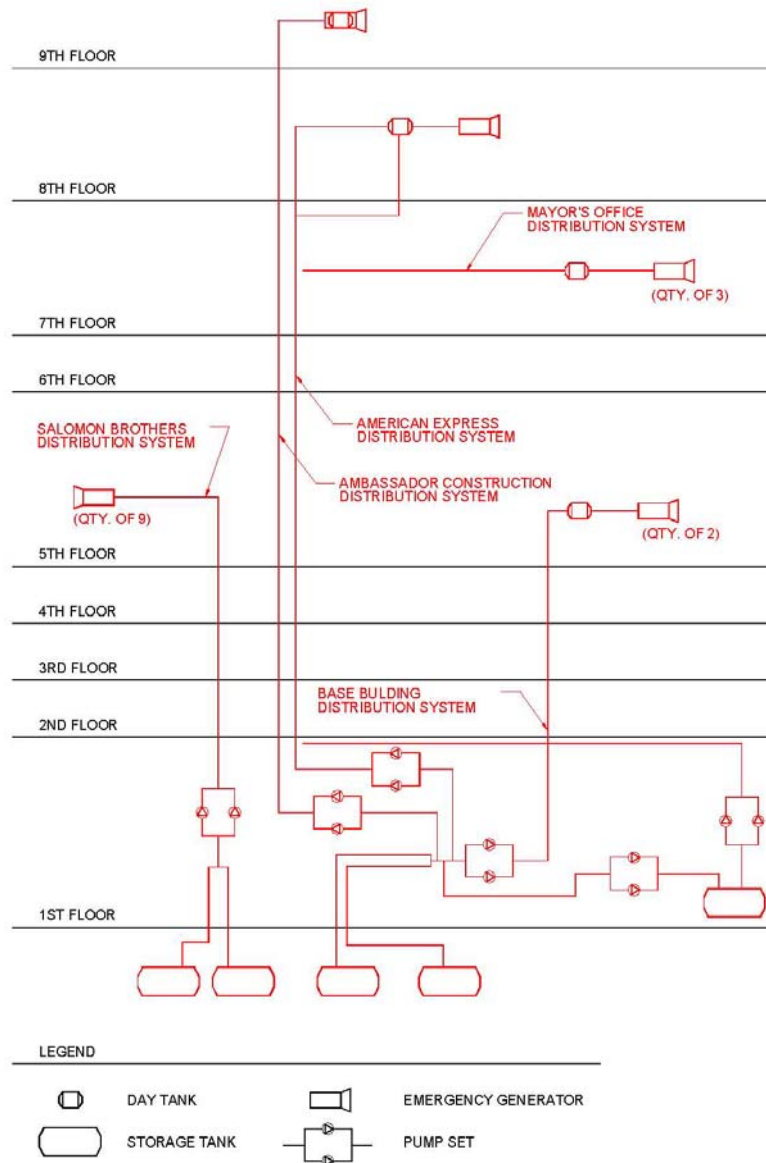 9TH FLOOR
8TH FLOOR
MAYOR'S OFFICE
DISTRIBUTION SYSTEM
(QTY. OF 3)
7TH FLOOR
6TH FLOOR
SALOMON BROTHERS
DISTRIBUTION SYSTEM
AMERICAN EXPRESS
DISTRIBUTION SYSTEM
AMBASSADOR CONSTRUCTION
DISTRIBUTION SYSTEM
(QTY. OF 9)
(QTY. OF 2)
5TH FLOOR
4TH FLOOR
3RD FLOOR
BASE BULDING
DISTRIBUTION SYSTEM
2ND FLOOR
1ST FLOOR
LEGEND
DAY TANK
EMERGENCY GENERATOR
STORAGE TANK
PUMP SET